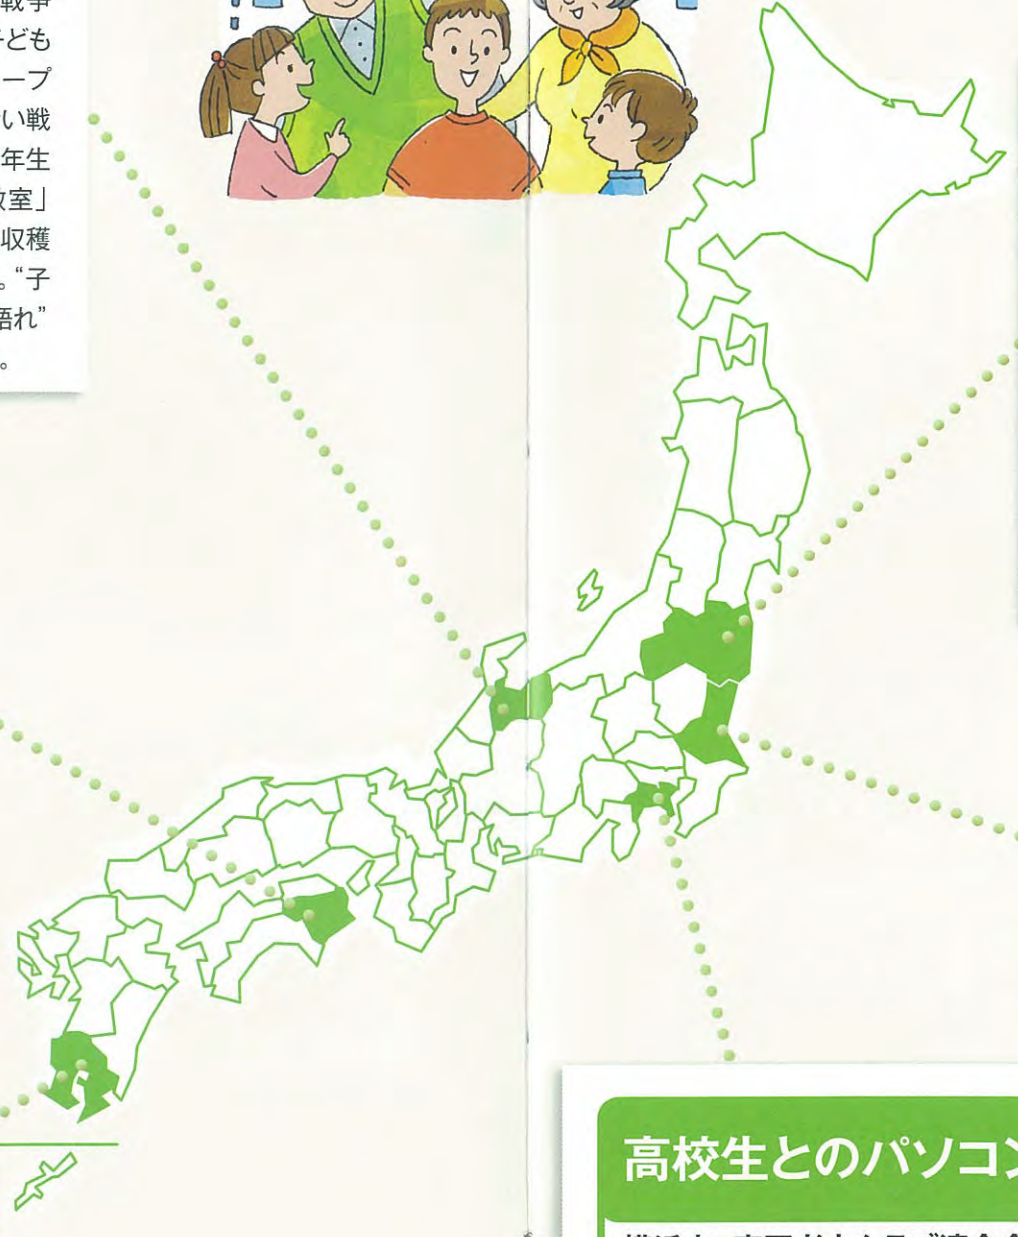 戦争
子ども
ープ
い戦
年生
教室」
収穫
。“子
語れ”
。
高校生とのパソコン